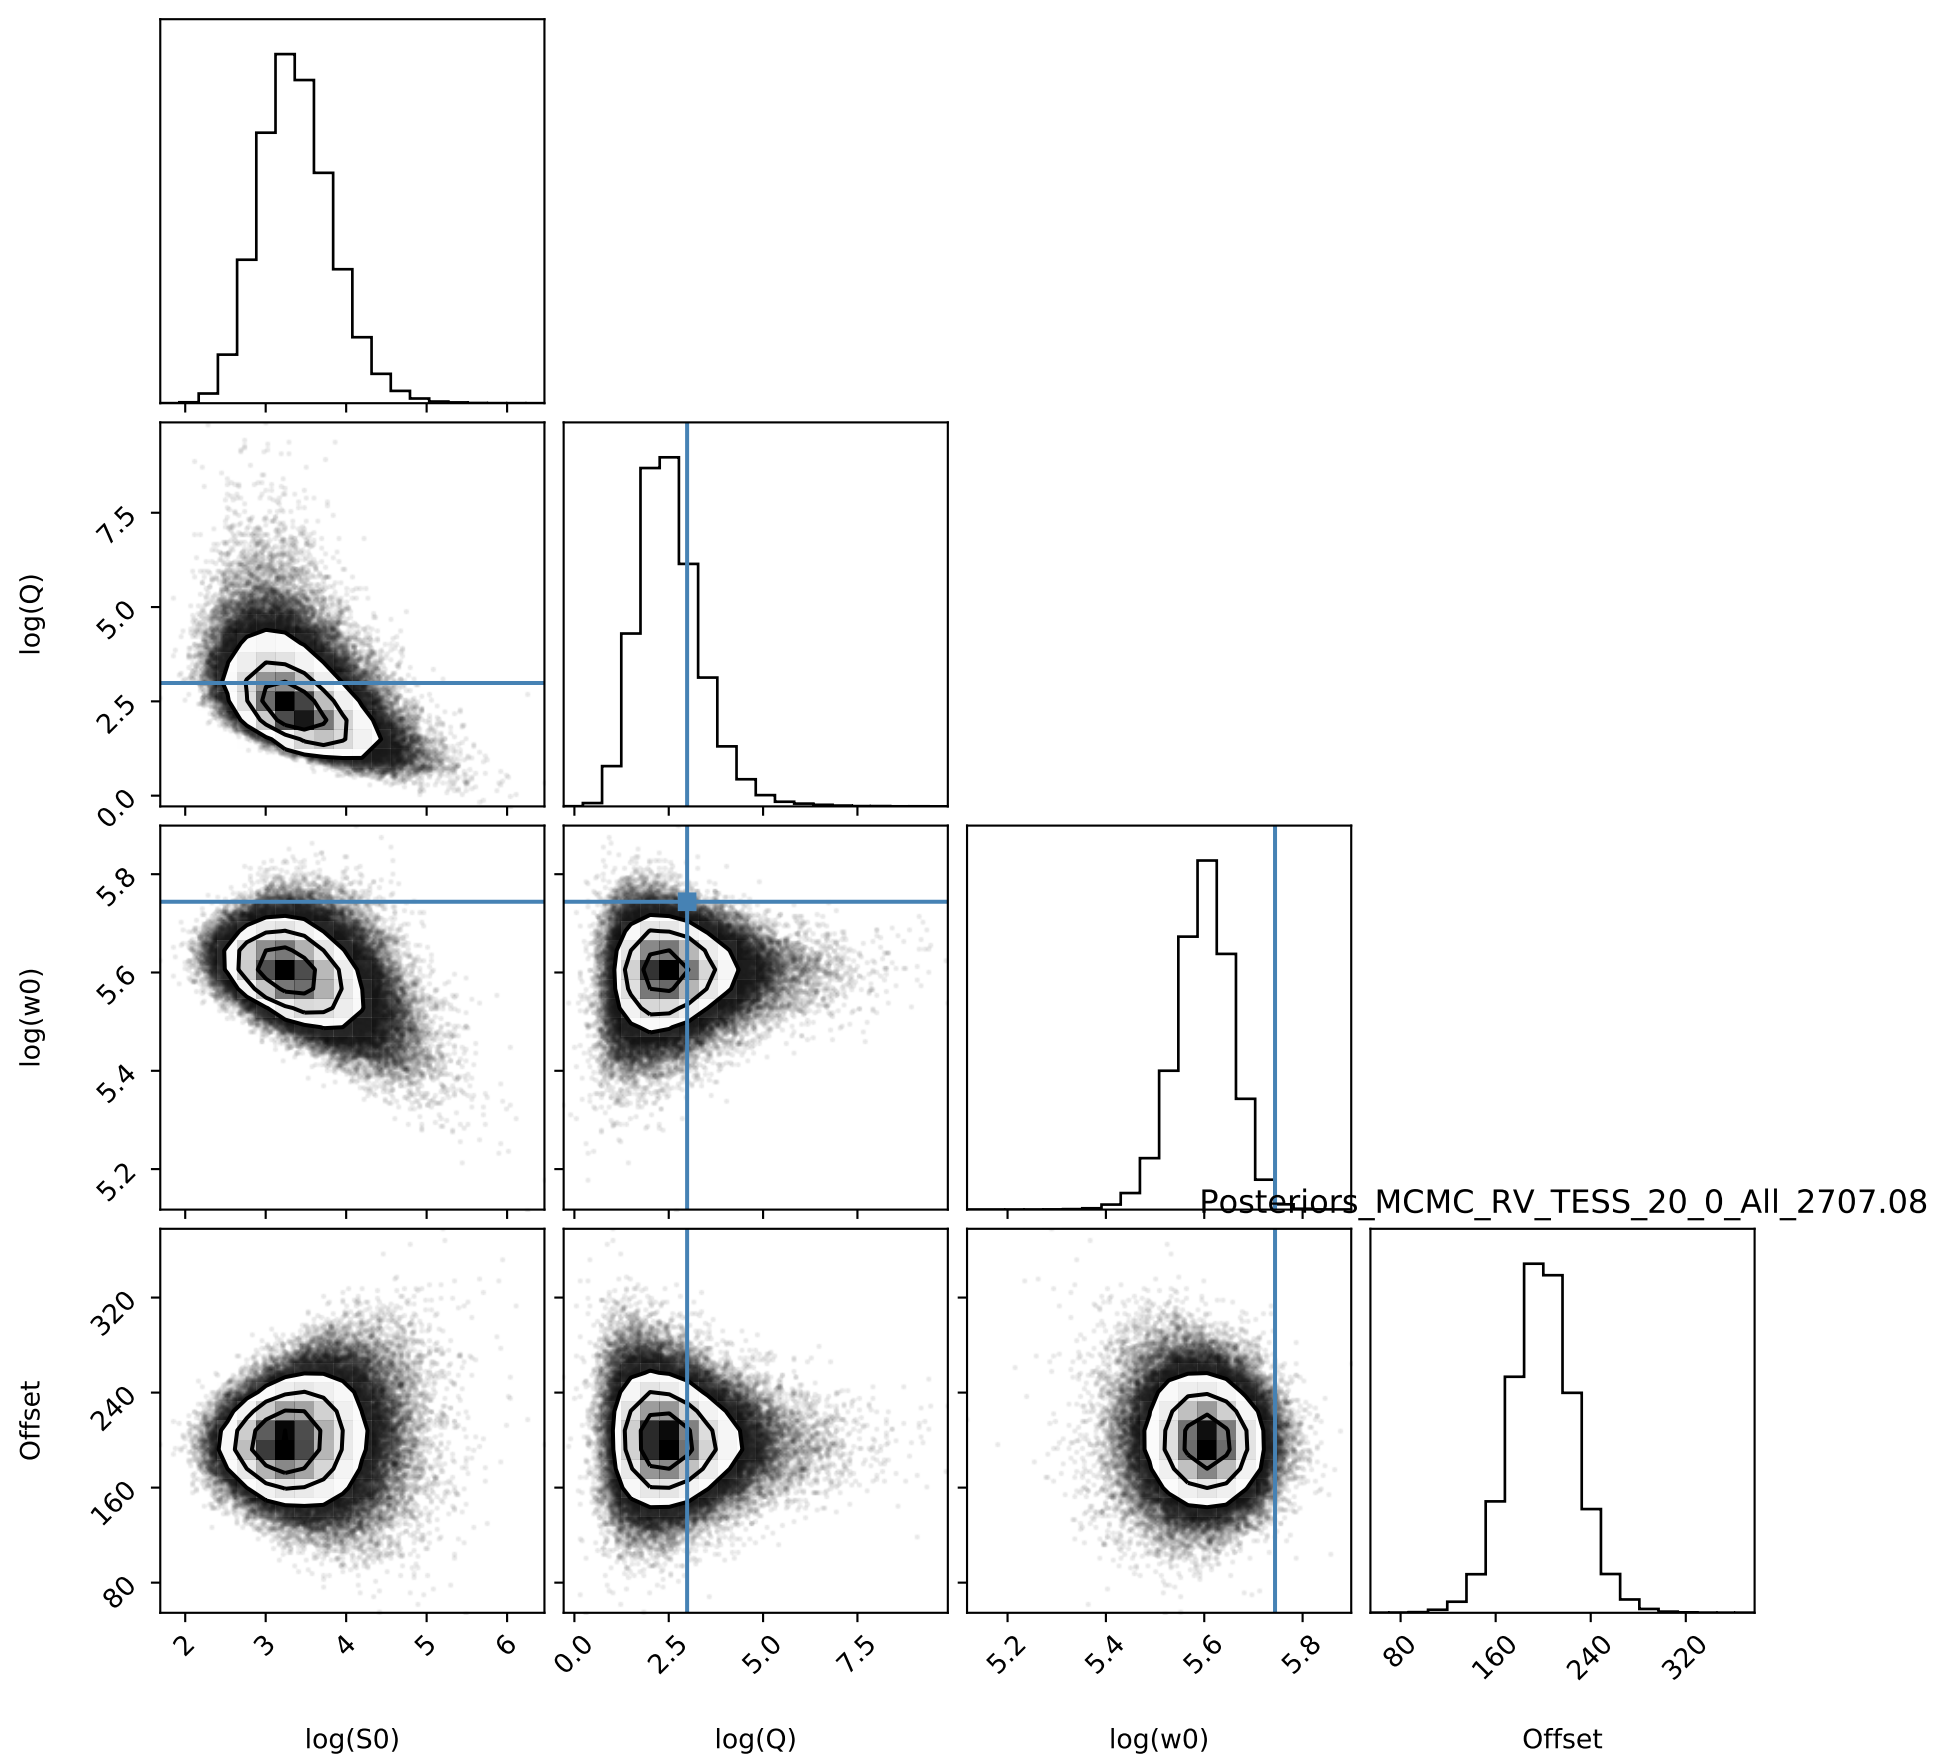 log(Q)
7.5
5.0
2.5
0.0
log(w0)
5.8
5.6
5.4
5.2
Posteriors_MCMC_RV_TESS_20_0_All_2707.08
Offset
320
240
160
80
2 3 4 5 6
0.0 2.5 5.0 7.5
5.2 5.4 5.6 5.8
80 160 240 320
log(S0)
log(Q)
log(w0)
Offset